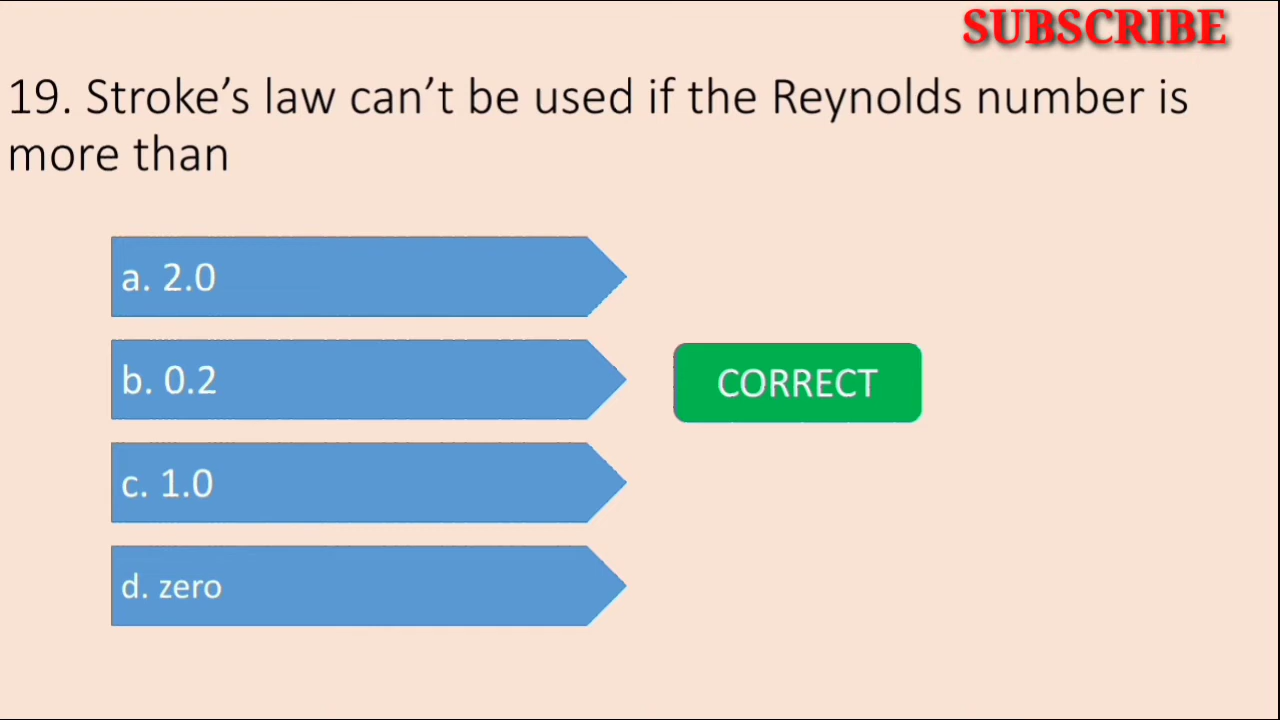 SUBSCRIBE
19. Stroke’s law can’t be used if the Reynolds number is
more than
a. 2.0
b. 0.2
CORRECT
c. 1.0
d. zero